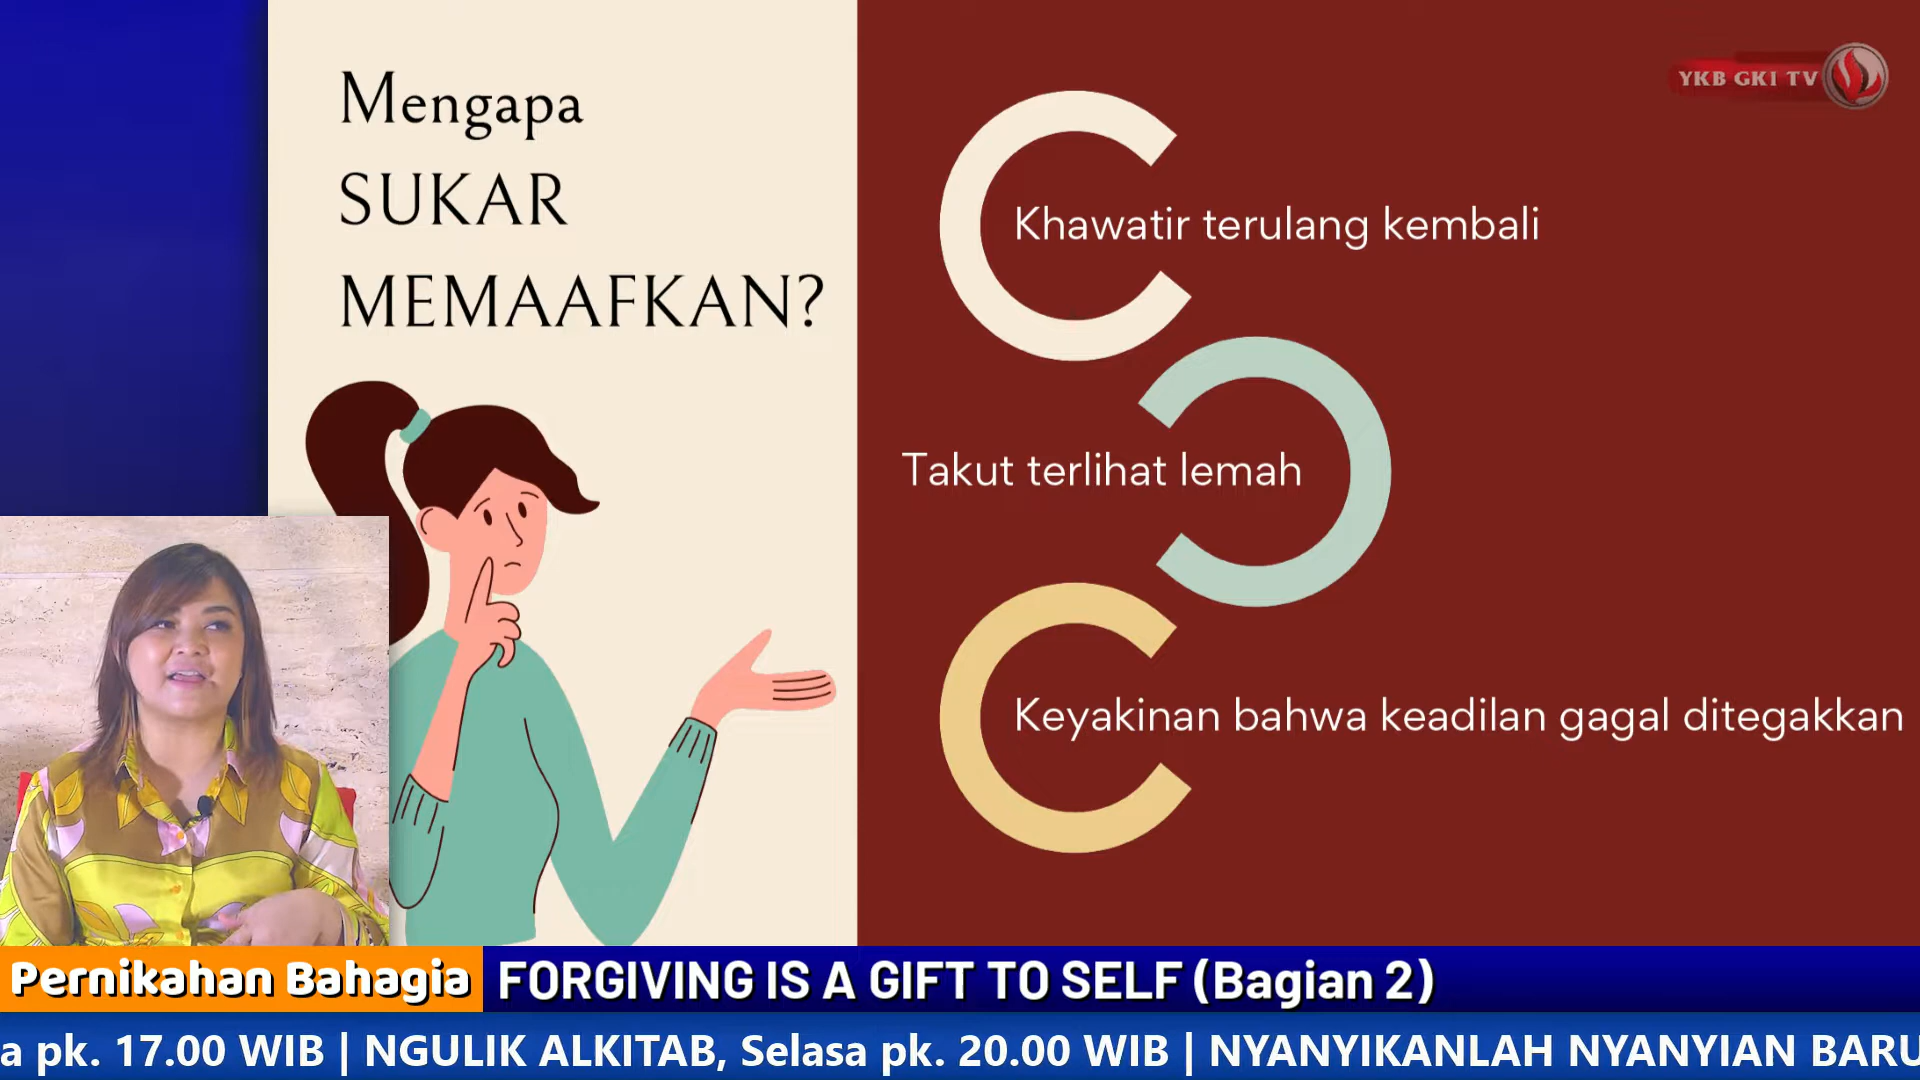 Mengapa
SUKAR
MEMAAFKAN?
YKB GKI TV
Khawatir terulang kembali
Takut terlihat lemah
Keyakinan bahwa keadilan gagal ditegakkan
Pernikahan Bahagia
FORGIVING IS A GIFT TO SELF (Bagian 2)
a pk. 17.00 WIB | NGULIK ALKITAB, Selasa pk. 20.00 WIB | NYANYIKANLAH NYANYIAN BARU